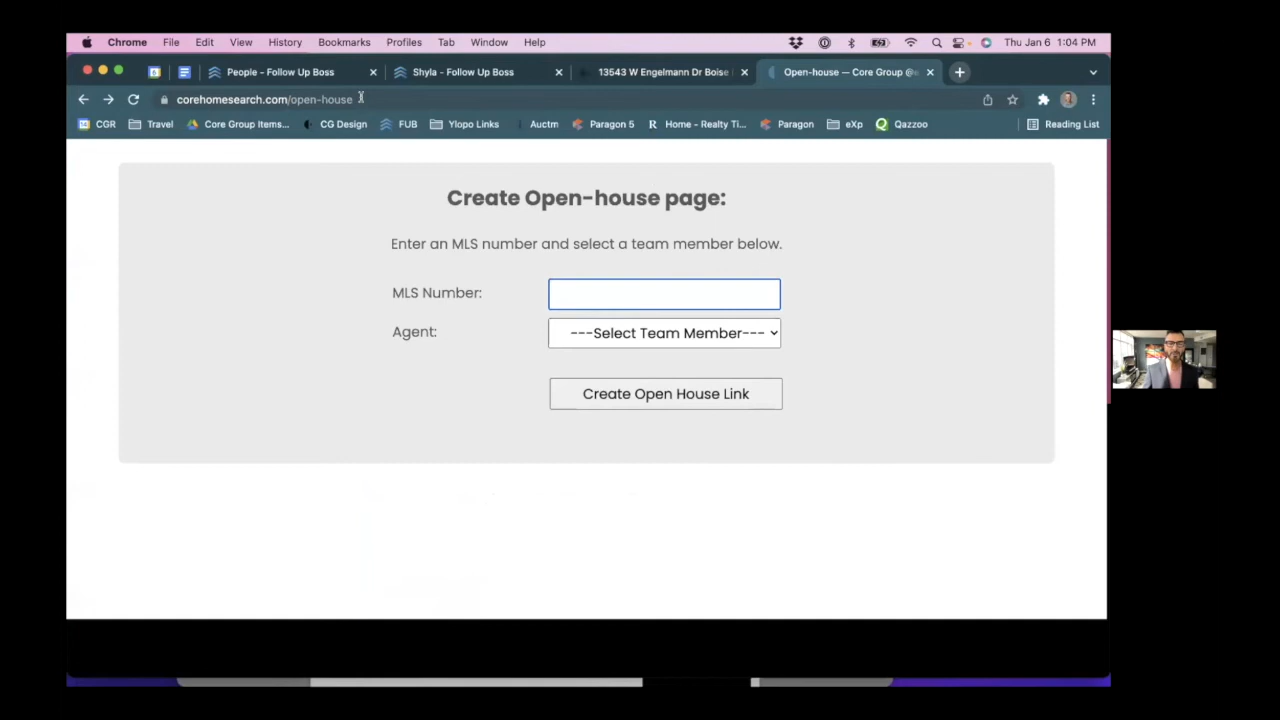 Chrome File Edit View History Bookmarks Profiles Tab Window Help Thu Jan 6 1:04 PM
People - Follow Up Boss Shyla - Follow Up Boss 13543 W Engelmann Dr Boise Open-house — Core Group @e
corehomesearch.com/open-house
CGR Travel Core Group Items... CG Design FUB Ylopo Links Auctm Paragon 5 Home - Realty Ti... Paragon eXp Qazzoo Reading List
Create Open-house page:
Enter an MLS number and select a team member below.
MLS Number:
Agent: ---Select Team Member---
Create Open House Link